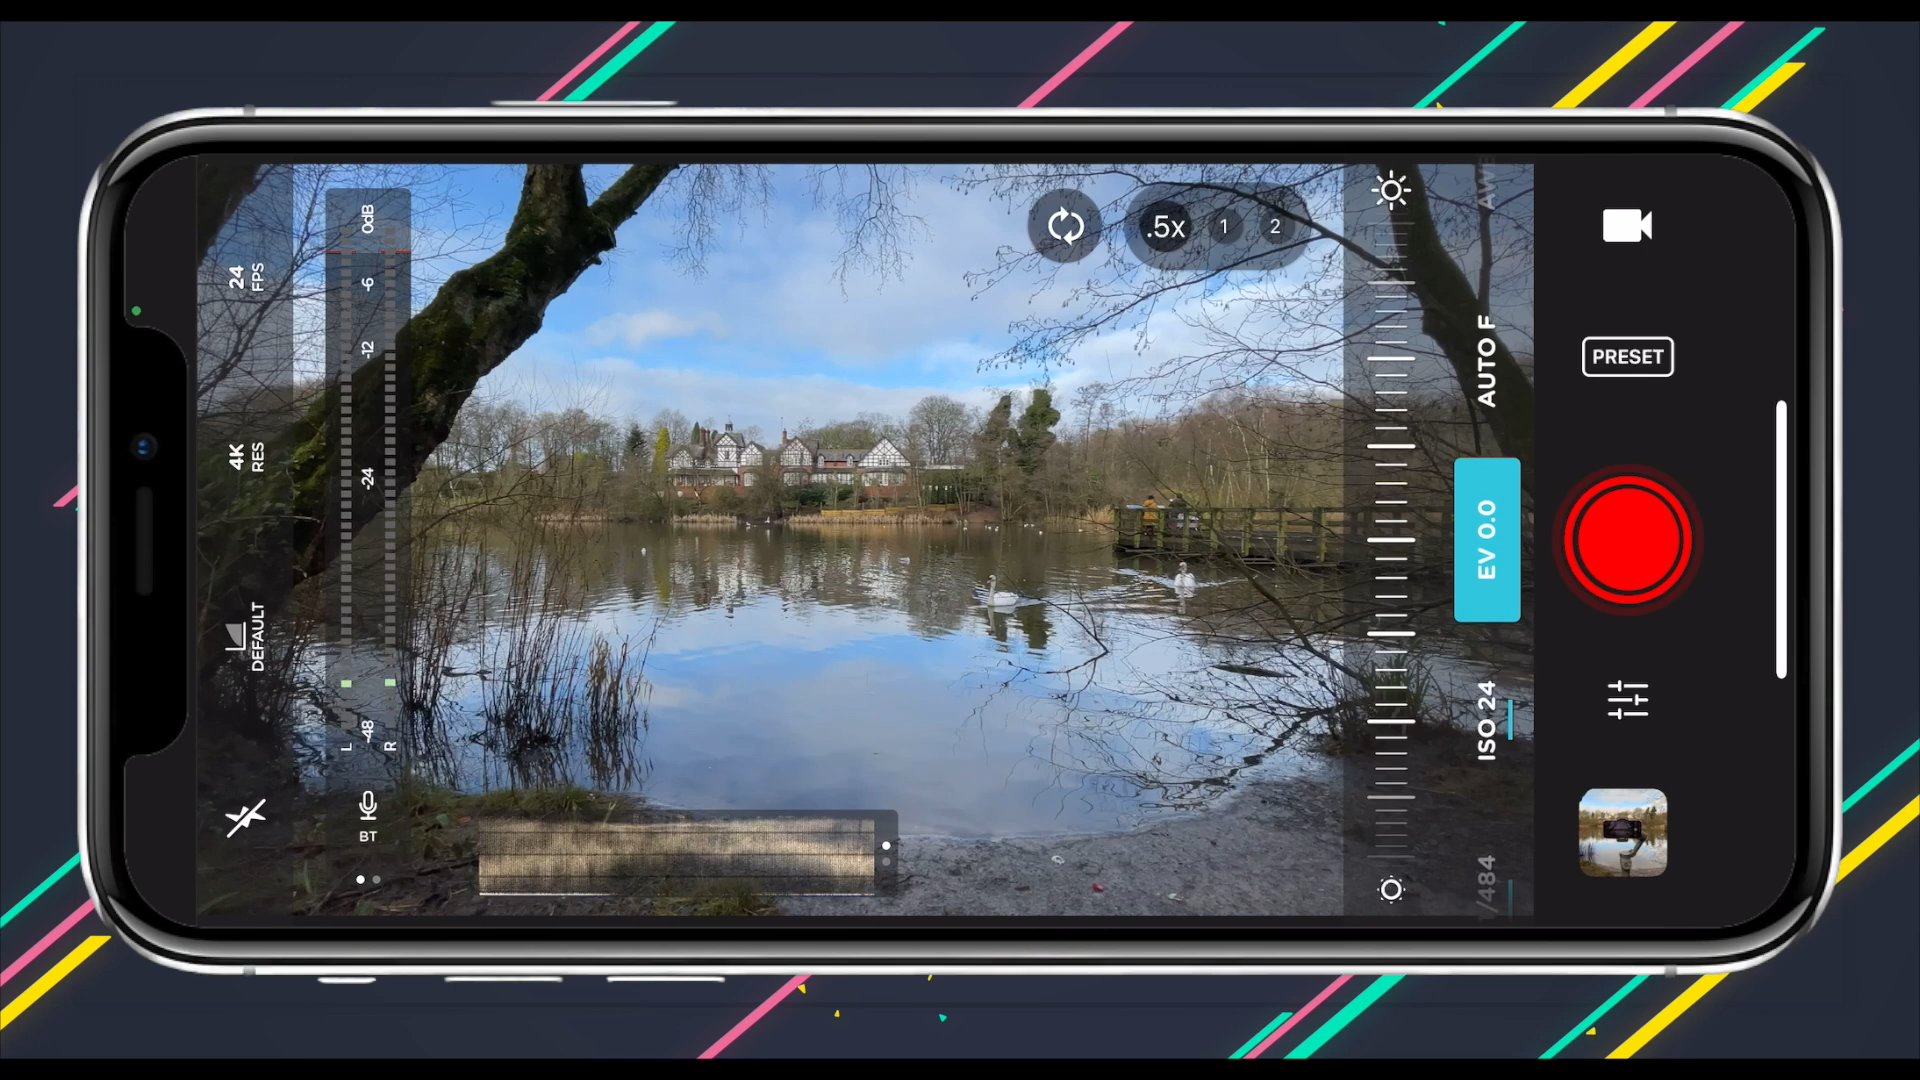 24
FPS
4K
RES
DEFAULT
0dB
-6
-12
-24
-48
L
R
BT
.5x
1
2
AUTO F
EV 0.0
ISO 24
/484
PRESET